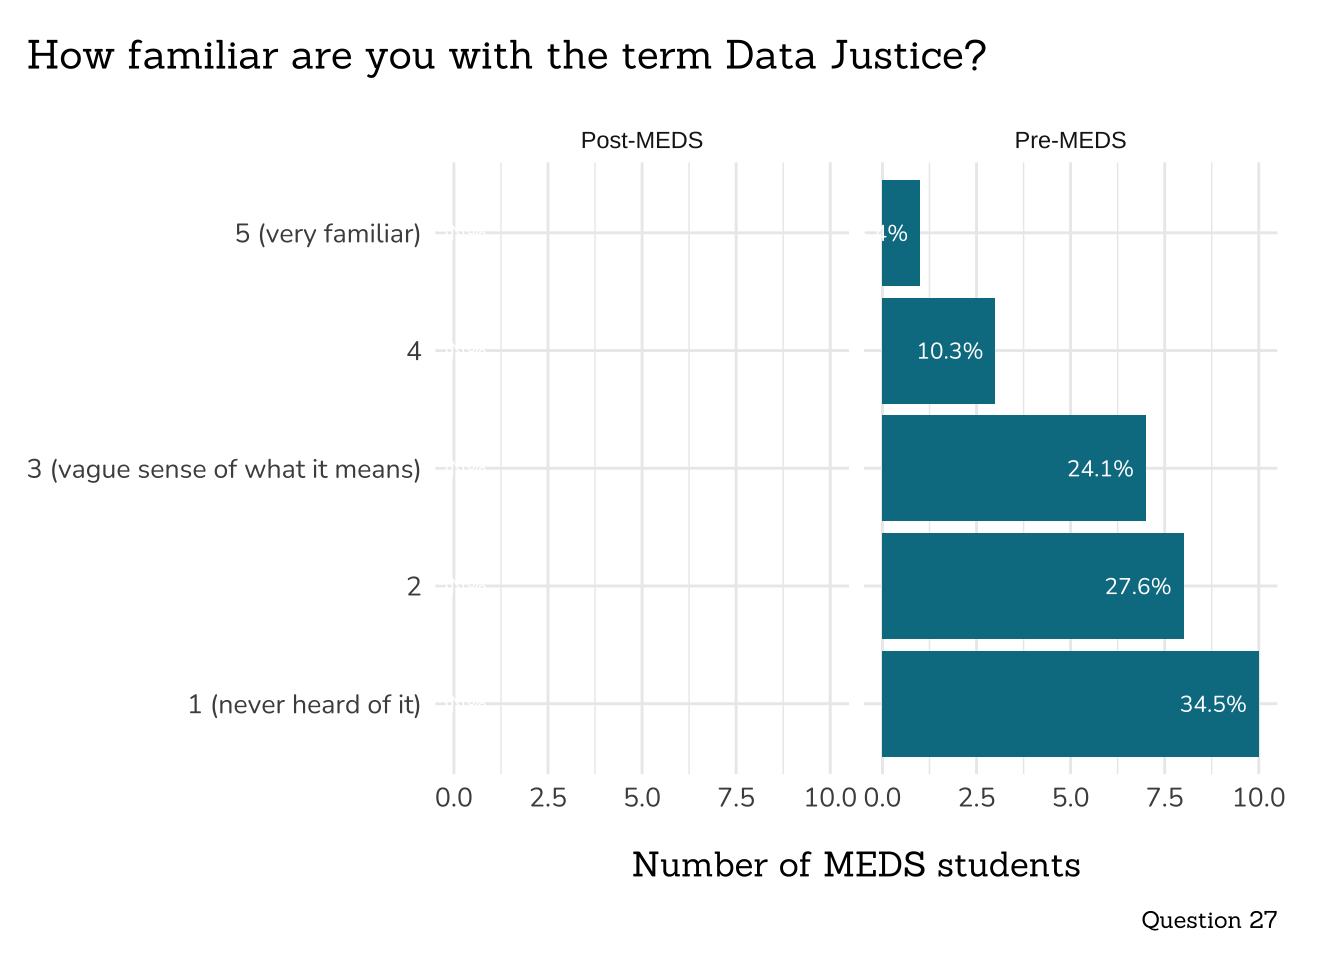 How familiar are you with the term Data Justice?
Post-MEDS
Pre-MEDS
5 (very familiar)
4%
4
10.3%
3 (vague sense of what it means)
24.1%
2
27.6%
1 (never heard of it)
34.5%
0.0 2.5 5.0 7.5 10.0
0.0 2.5 5.0 7.5 10.0
Number of MEDS students
Question 27